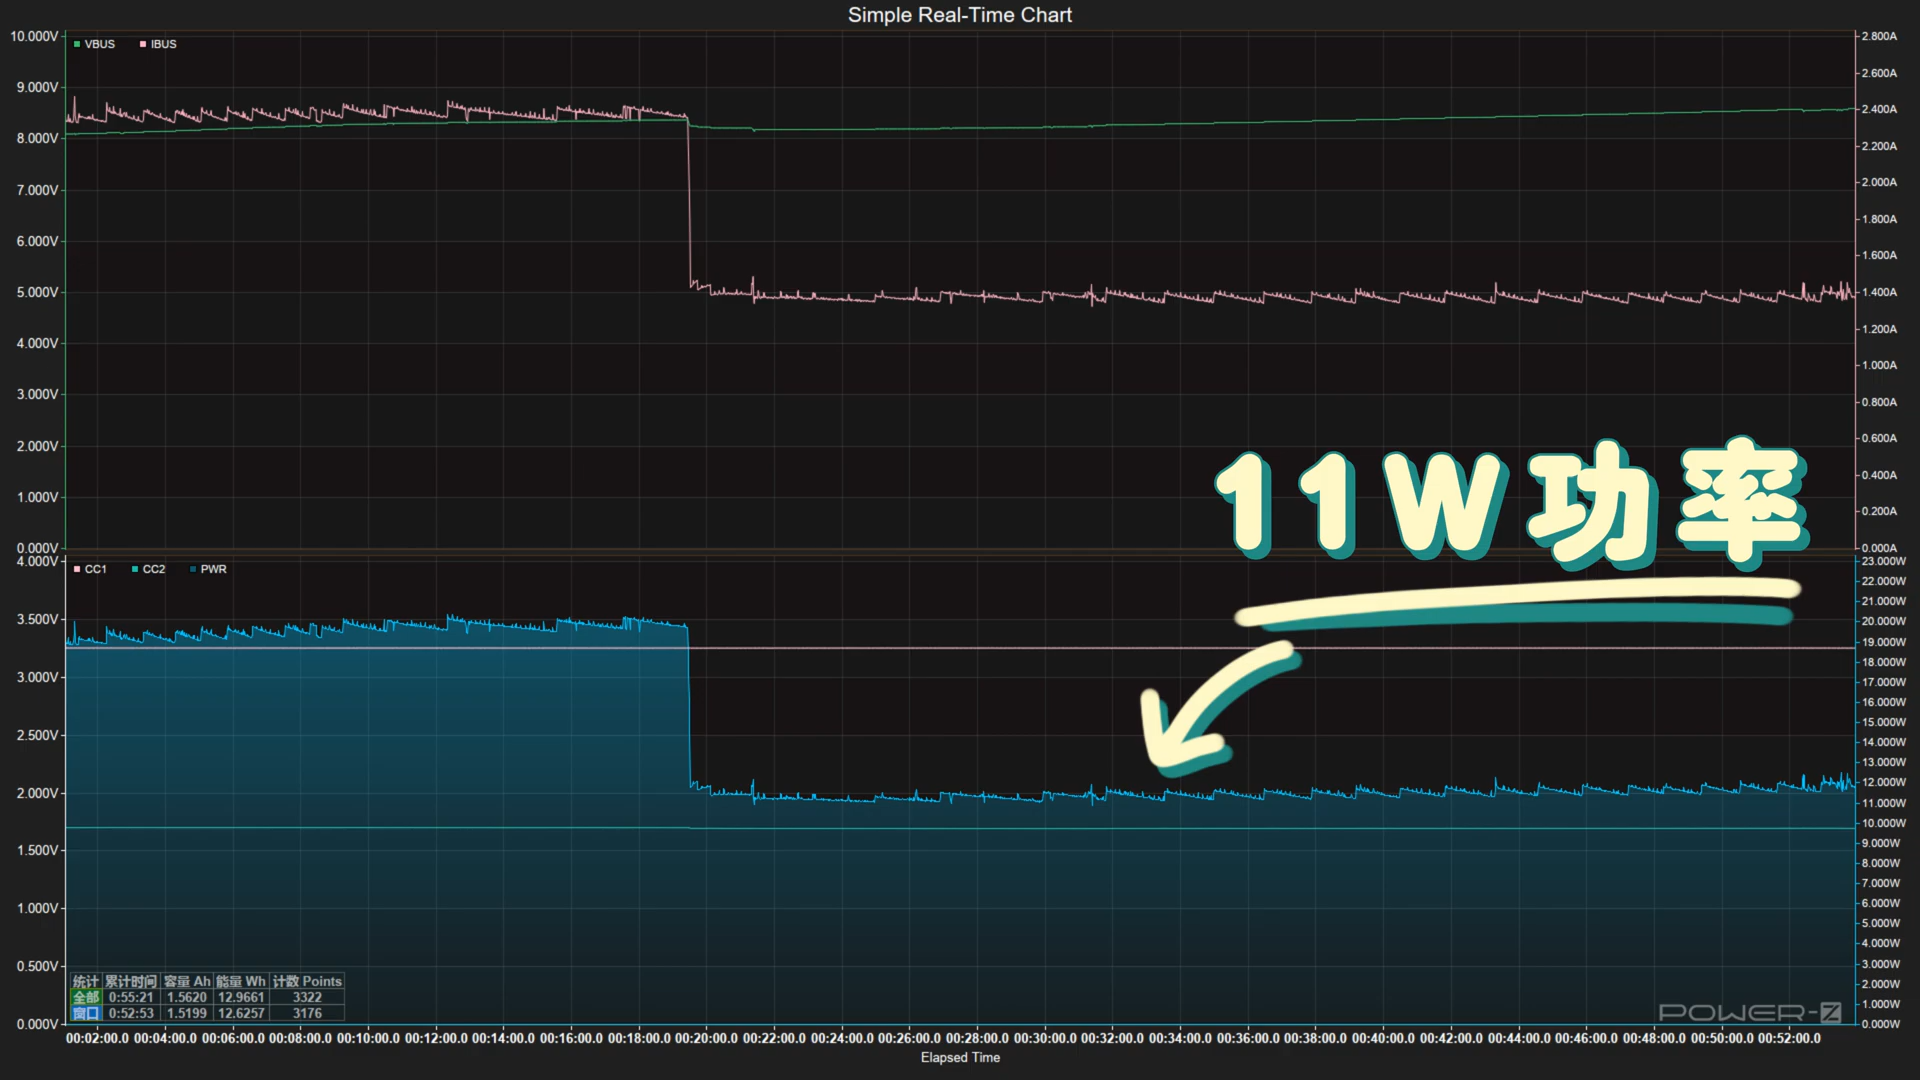 Simple Real-Time Chart
VBUS IBUS
10.000V
9.000V
8.000V
7.000V
6.000V
5.000V
4.000V
3.000V
2.000V
1.000V
0.000V
2.800A
2.600A
2.400A
2.200A
2.000A
1.800A
1.600A
1.400A
1.200A
1.000A
0.800A
0.600A
0.400A
0.200A
0.000A
11W功率
CC1 CC2 PWR
4.000V
3.500V
3.000V
2.500V
2.000V
1.500V
1.000V
0.500V
0.000V
23.000W
22.000W
21.000W
20.000W
19.000W
18.000W
17.000W
16.000W
15.000W
14.000W
13.000W
12.000W
11.000W
10.000W
9.000W
8.000W
7.000W
6.000W
5.000W
4.000W
3.000W
2.000W
1.000W
0.000W
统计 累计时间 容量 Ah 能量 Wh 计数 Points
全部 0:55:21 1.5620 12.9661 3322
窗口 0:52:53 1.5199 12.6257 3176
POWER-Z
00:02:00.0 00:04:00.0 00:06:00.0 00:08:00.0 00:10:00.0 00:12:00.0 00:14:00.0 00:16:00.0 00:18:00.0 00:20:00.0 00:22:00.0 00:24:00.0 00:26:00.0 00:28:00.0 00:30:00.0 00:32:00.0 00:34:00.0 00:36:00.0 00:38:00.0 00:40:00.0 00:42:00.0 00:44:00.0 00:46:00.0 00:48:00.0 00:50:00.0 00:52:00.0
Elapsed Time